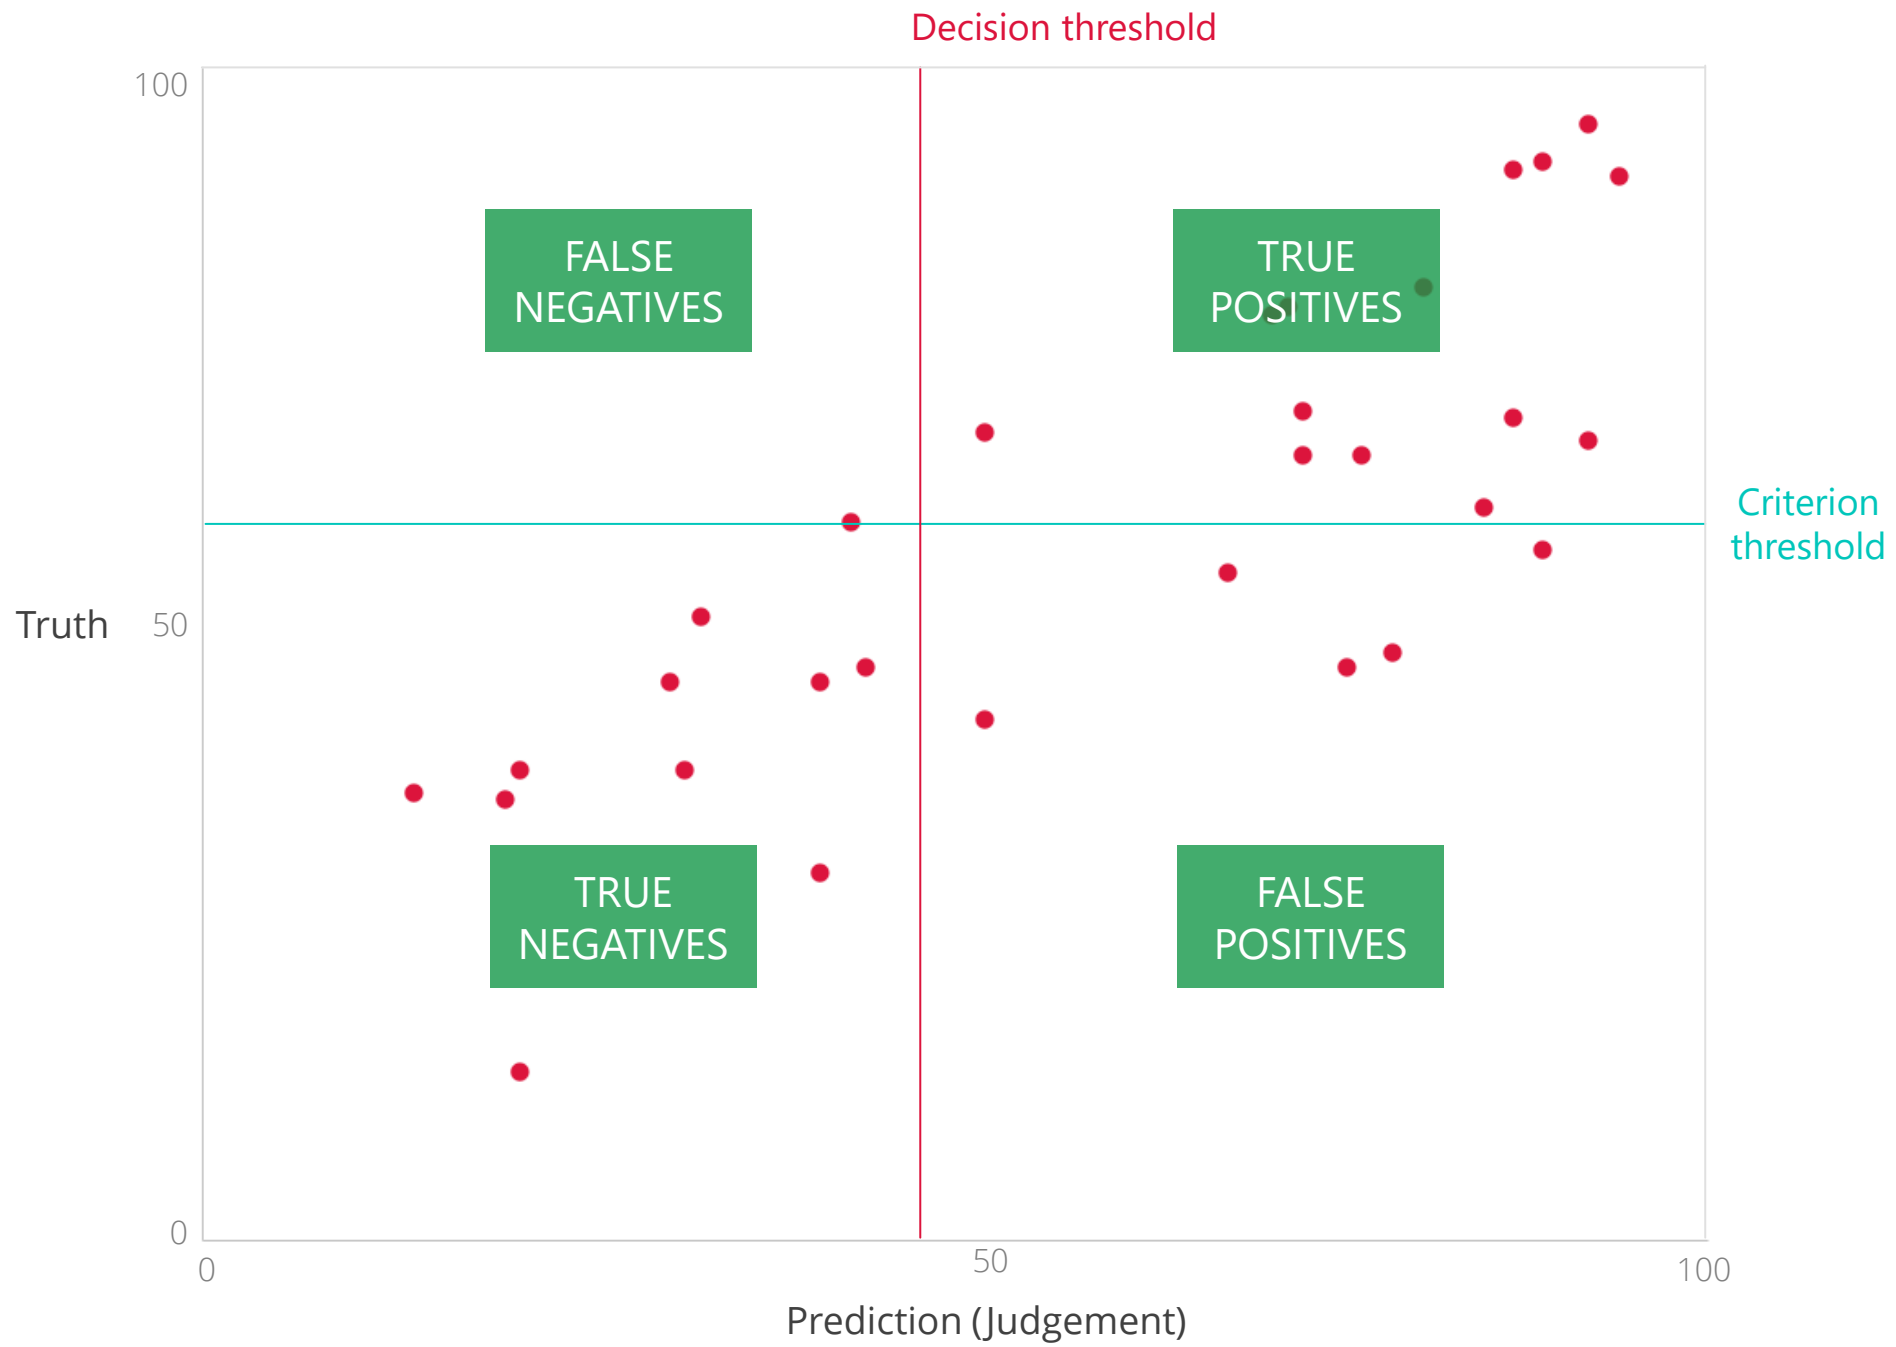 Decision threshold
100
FALSE
NEGATIVES
TRUE
POSITIVES
Criterion
threshold
Truth
50
TRUE
NEGATIVES
FALSE
POSITIVES
0
0
50
100
Prediction (Judgement)